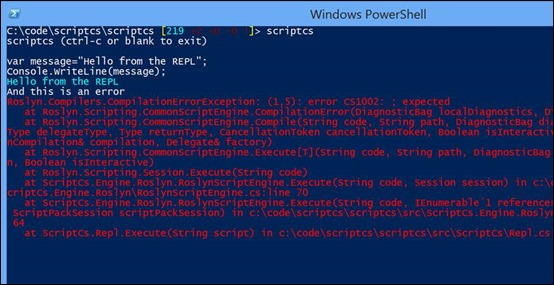 Windows PowerShell
C:\code\scriptcs\scriptcs [219 ]> scriptcs
scriptcs (ctrl-c or blank to exit)
var message="Hello from the REPL";
Console.WriteLine(message);
Hello from the REPL
And this is an error
Roslyn.Compilers.CompilationErrorException: (1,5): error CS1002: ; expected
at Roslyn.Scripting.CommonScriptEngine.CompilationError(DiagnosticBag localDiagnostics, D
at Roslyn.Scripting.CommonScriptEngine.Compile(String code, String path, DiagnosticBag dia
Type delegateType, Type returnType, CancellationToken cancellationToken, Boolean isInteractiv
nCompilation& compilation, Delegate& factory)
at Roslyn.Scripting.CommonScriptEngine.Execute[T](String code, String path, DiagnosticBag
n, Boolean isInteractive)
at Roslyn.Scripting.Session.Execute(String code)
at ScriptCs.Engine.Roslyn.RoslynScriptEngine.Execute(String code, Session session) in c:\c
criptCs.Engine.Roslyn\RoslynScriptEngine.cs:line 70
at ScriptCs.Engine.Roslyn.RoslynScriptEngine.Execute(String code, IEnumerable`1 references
ScriptPackSession scriptPackSession) in c:\code\scriptcs\scriptcs\src\ScriptCs.Engine.Roslyn
64
at ScriptCs.Repl.Execute(String script) in c:\code\scriptcs\scriptcs\src\ScriptCs\Repl.cs